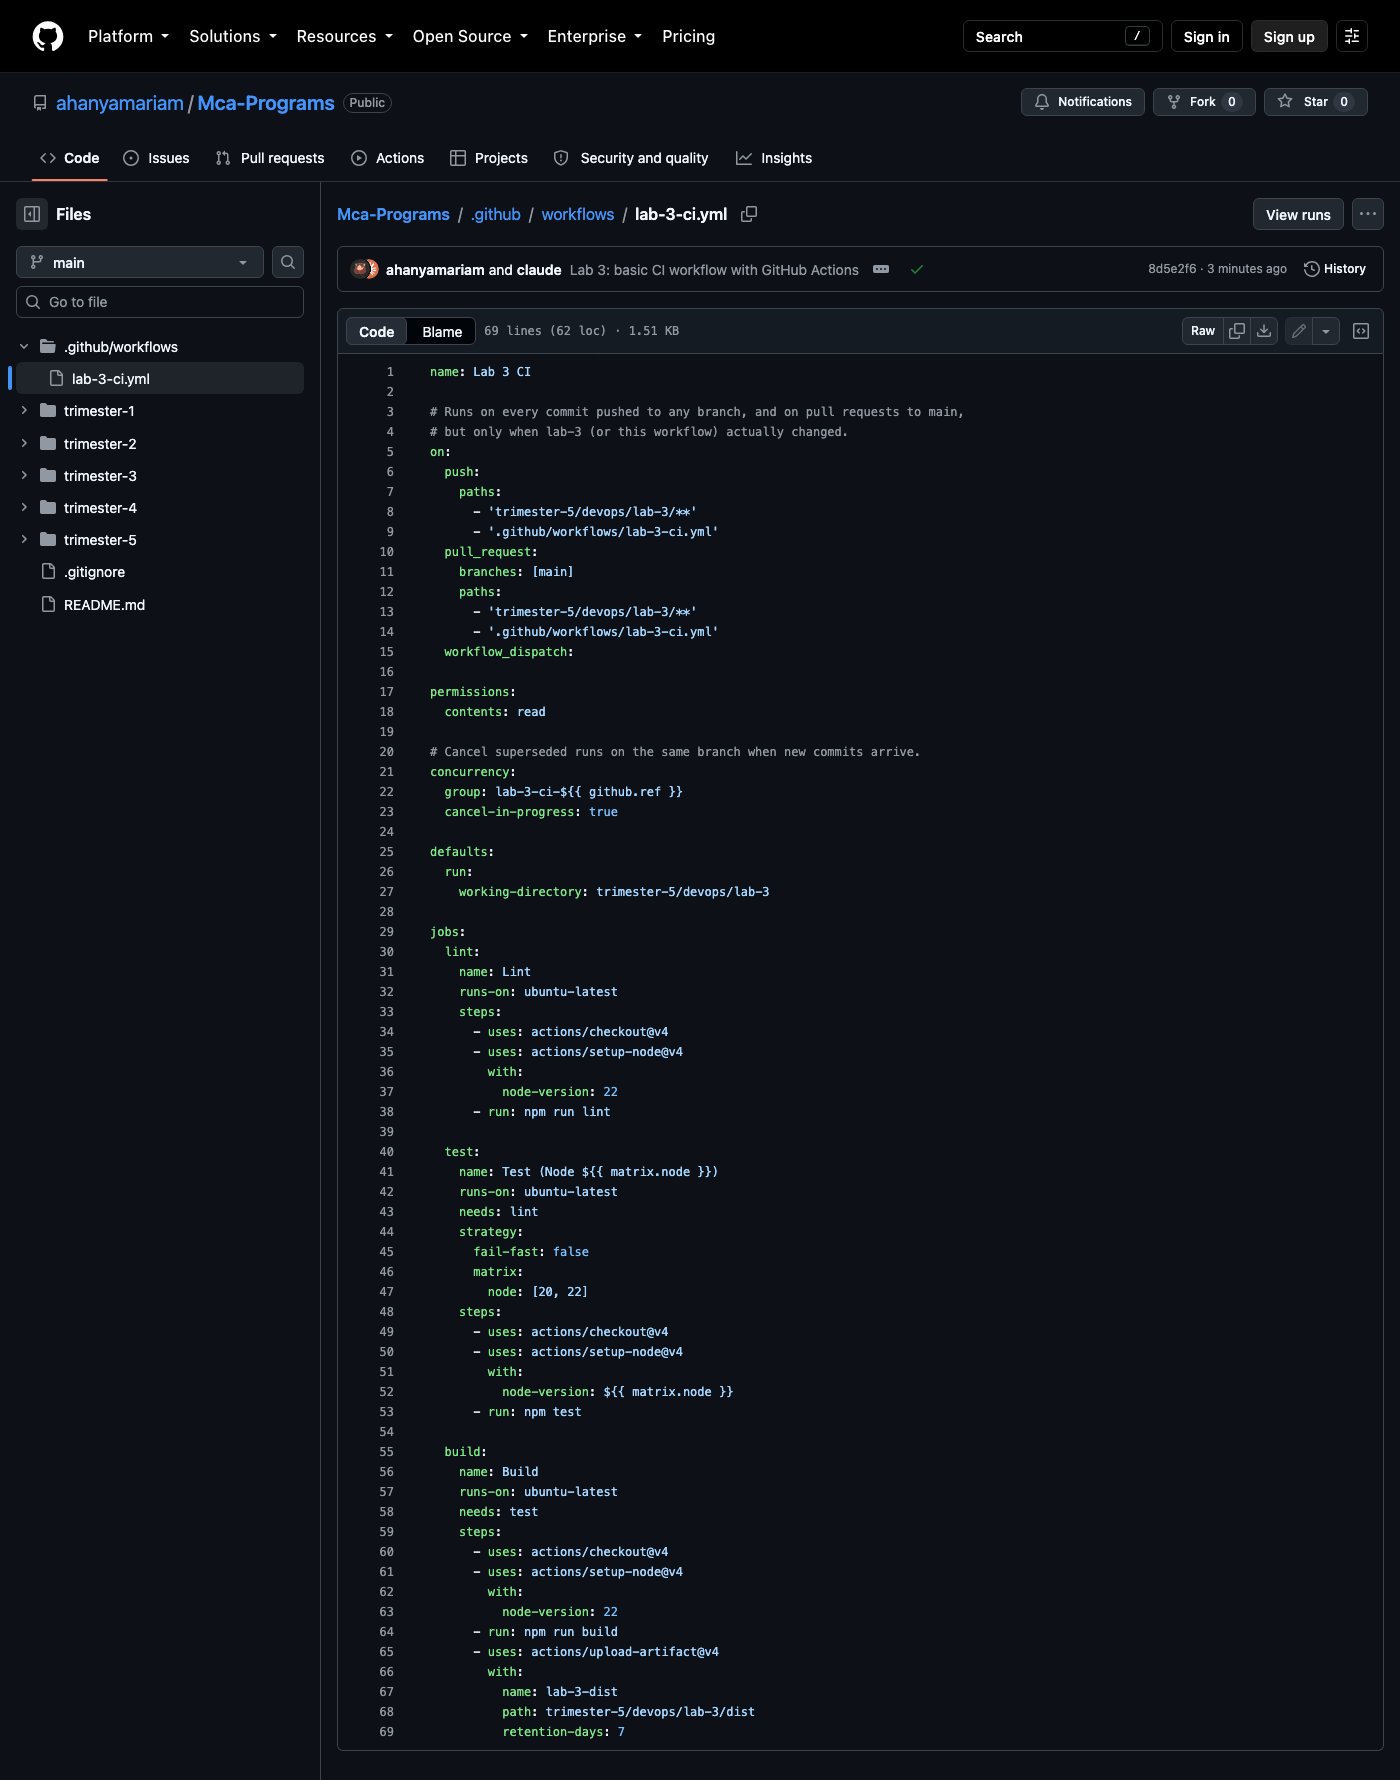 Platform Solutions Resources Open Source Enterprise Pricing Search / Sign in Sign up
ahanyamariam / Mca-Programs Public Notifications Fork 0 Star 0
Code Issues Pull requests Actions Projects Security and quality Insights
Files
main
Go to file
.github/workflows
lab-3-ci.yml
trimester-1
trimester-2
trimester-3
trimester-4
trimester-5
.gitignore
README.md
Mca-Programs / .github / workflows / lab-3-ci.yml View runs
ahanyamariam and claude Lab 3: basic CI workflow with GitHub Actions 8d5e2f6 · 3 minutes ago History
Code Blame 69 lines (62 loc) · 1.51 KB Raw
1 name: Lab 3 CI
2
3 # Runs on every commit pushed to any branch, and on pull requests to main,
4 # but only when lab-3 (or this workflow) actually changed.
5 on:
6   push:
7     paths:
8       - 'trimester-5/devops/lab-3/**'
9       - '.github/workflows/lab-3-ci.yml'
10   pull_request:
11     branches: [main]
12     paths:
13       - 'trimester-5/devops/lab-3/**'
14       - '.github/workflows/lab-3-ci.yml'
15   workflow_dispatch:
16
17 permissions:
18   contents: read
19
20 # Cancel superseded runs on the same branch when new commits arrive.
21 concurrency:
22   group: lab-3-ci-${{ github.ref }}
23   cancel-in-progress: true
24
25 defaults:
26   run:
27     working-directory: trimester-5/devops/lab-3
28
29 jobs:
30   lint:
31     name: Lint
32     runs-on: ubuntu-latest
33     steps:
34       - uses: actions/checkout@v4
35       - uses: actions/setup-node@v4
36         with:
37           node-version: 22
38       - run: npm run lint
39
40   test:
41     name: Test (Node ${{ matrix.node }})
42     runs-on: ubuntu-latest
43     needs: lint
44     strategy:
45       fail-fast: false
46       matrix:
47         node: [20, 22]
48     steps:
49       - uses: actions/checkout@v4
50       - uses: actions/setup-node@v4
51         with:
52           node-version: ${{ matrix.node }}
53       - run: npm test
54
55   build:
56     name: Build
57     runs-on: ubuntu-latest
58     needs: test
59     steps:
60       - uses: actions/checkout@v4
61       - uses: actions/setup-node@v4
62         with:
63           node-version: 22
64       - run: npm run build
65       - uses: actions/upload-artifact@v4
66         with:
67           name: lab-3-dist
68           path: trimester-5/devops/lab-3/dist
69           retention-days: 7